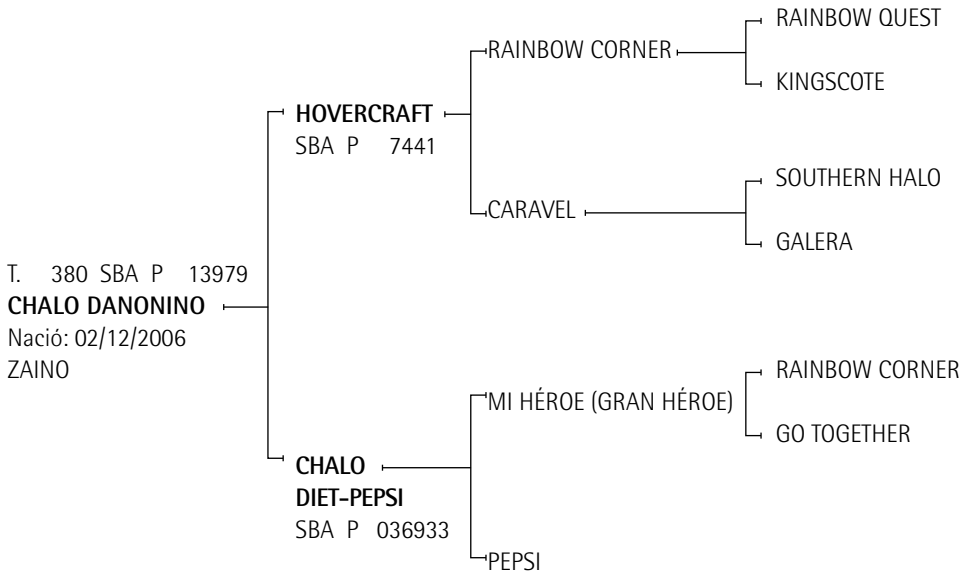 RAINBOW QUEST
RAINBOW CORNER
KINGSCOTE
HOVERCRAFT
SBA P 7441
SOUTHERN HALO
CARAVEL
GALERA
T. 380 SBA P 13979
CHALO DANONINO
Nació: 02/12/2006
ZAINO
RAINBOW CORNER
MI HÉROE (GRAN HÉROE)
GO TOGETHER
CHALO
DIET-PEPSI
SBA P 036933
PEPSI